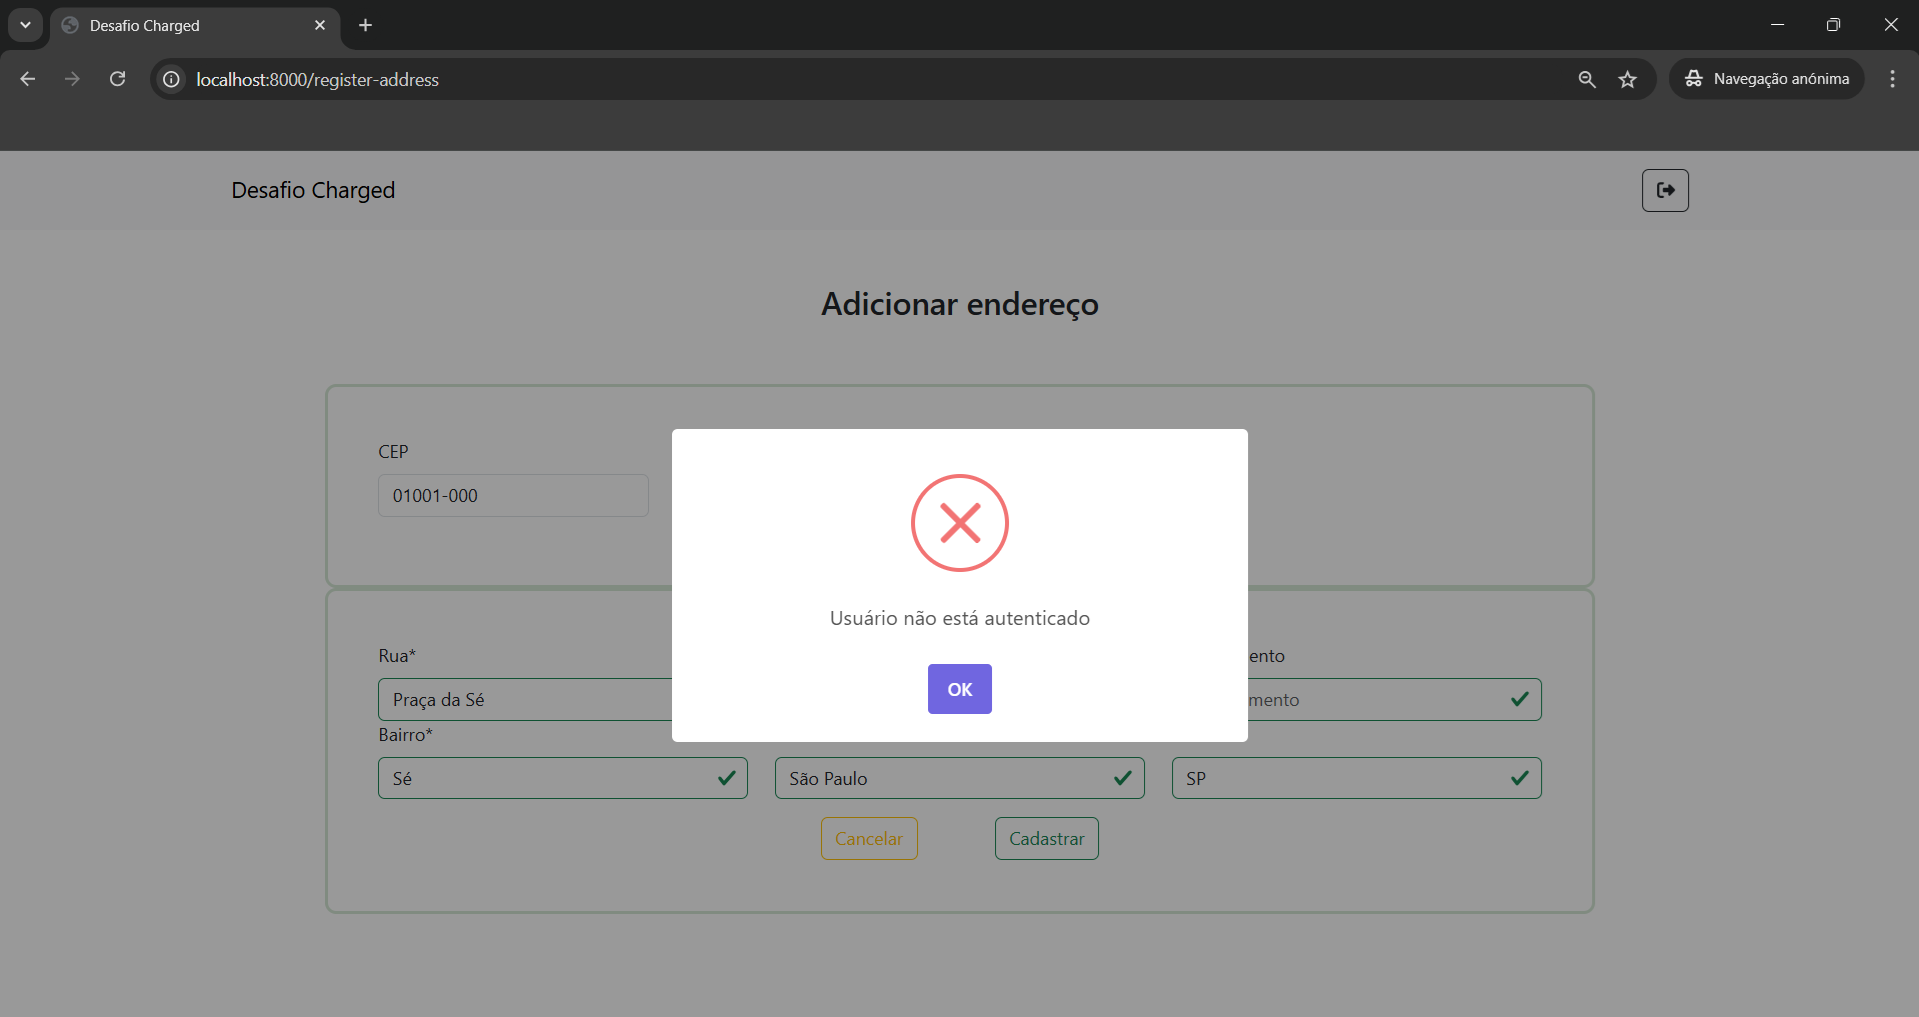 Desafio Charged
localhost:8000/register-address
Navegação anónima
Desafio Charged
Adicionar endereço
CEP
01001-000
Usuário não está autenticado
OK
Rua*
ento
Praça da Sé
mento
Bairro*
Sé
São Paulo
SP
Cancelar
Cadastrar